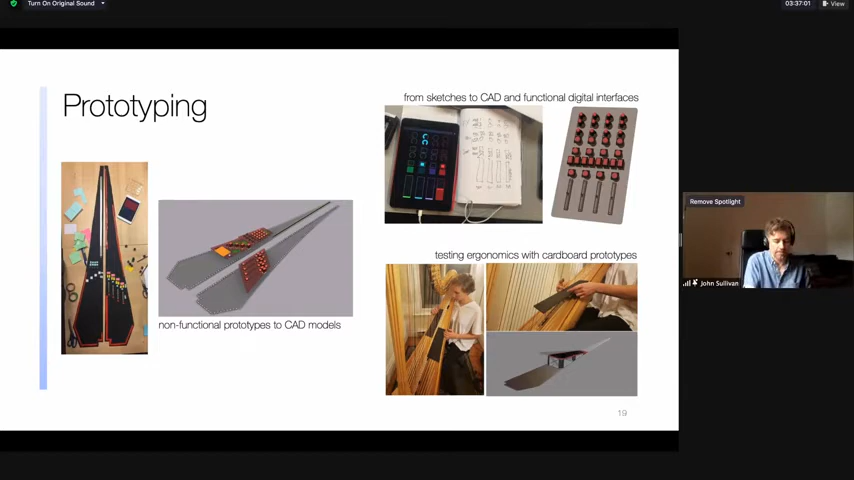 Turn On Original Sound
03:37:01
View
Prototyping
from sketches to CAD and functional digital interfaces
testing ergonomics with cardboard prototypes
non-functional prototypes to CAD models
19
Remove Spotlight
John Sullivan